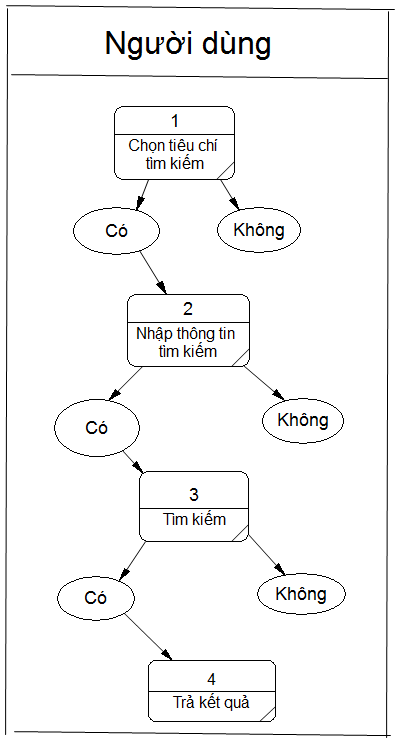 Người dùng
1
Chọn tiêu chí
tìm kiếm
Có
Không
2
Nhập thông tin
tìm kiếm
Có
Không
3
Tìm kiếm
Có
Không
4
Trả kết quả